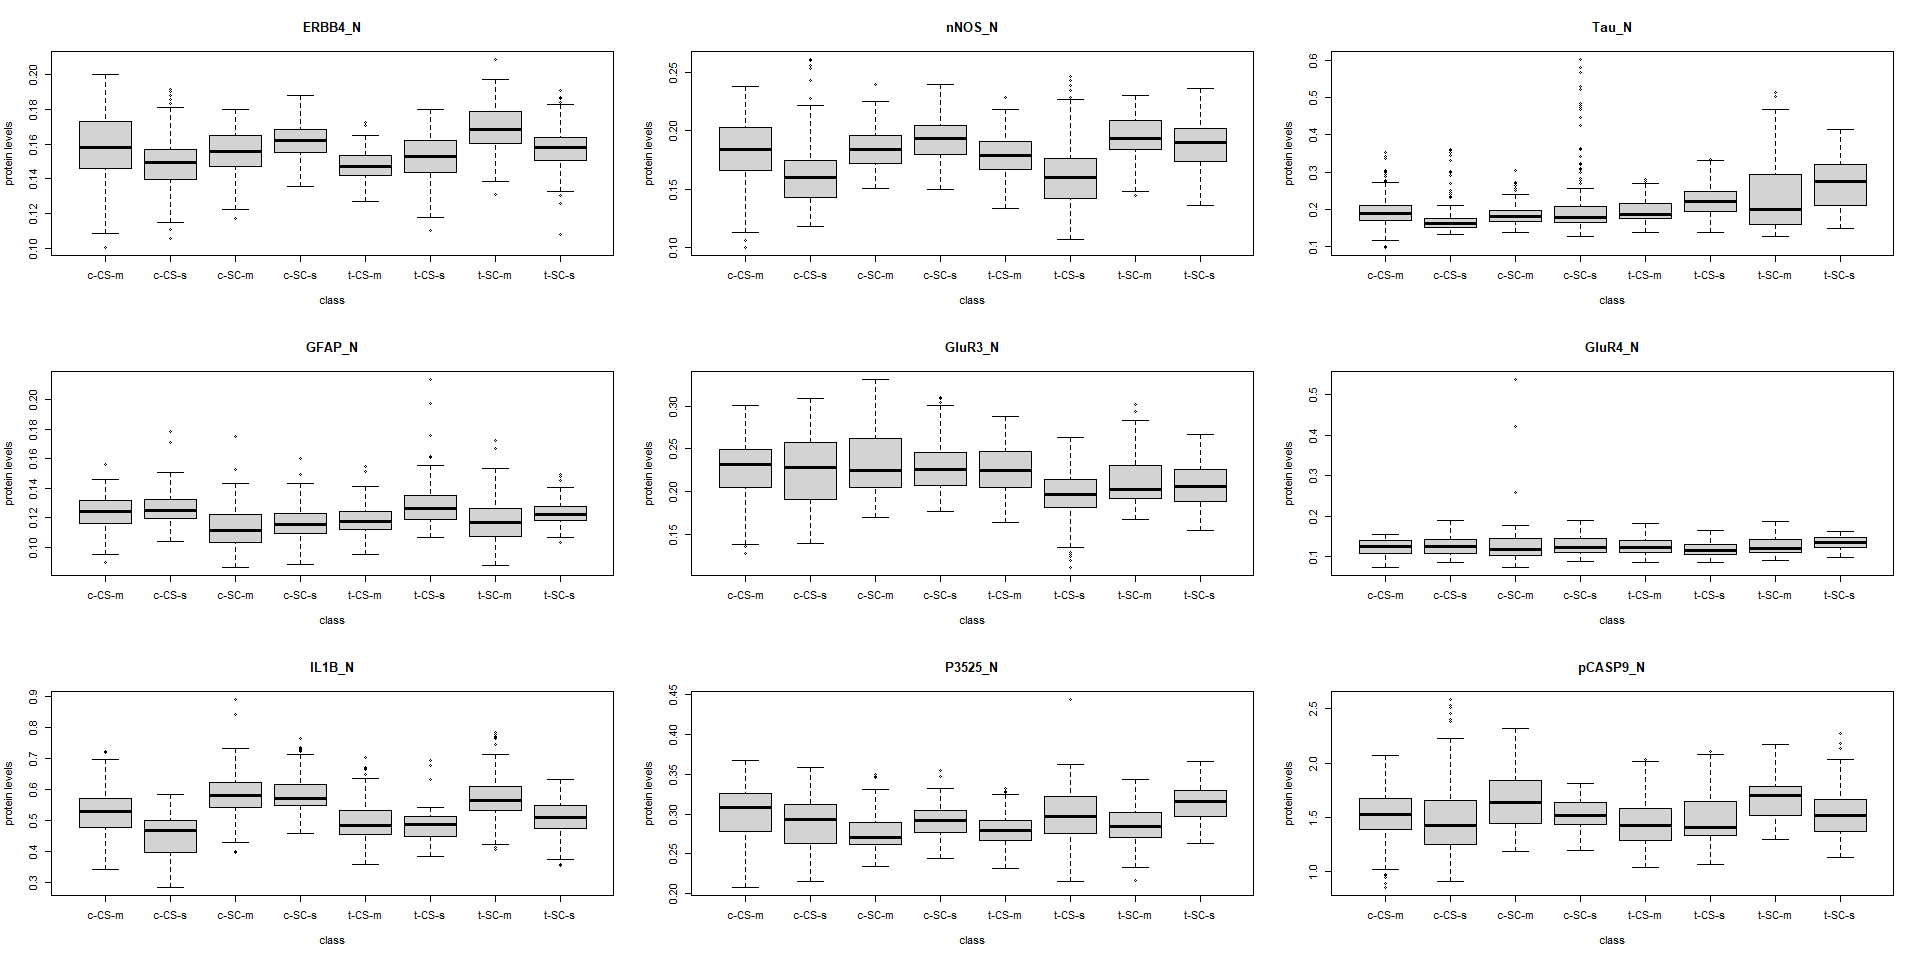 ERBB4_N
protein levels
0.10 0.12 0.14 0.16 0.18 0.20
c-CS-m c-CS-s c-SC-m c-SC-s t-CS-m t-CS-s t-SC-m t-SC-s
class
nNOS_N
protein levels
0.10 0.15 0.20 0.25
c-CS-m c-CS-s c-SC-m c-SC-s t-CS-m t-CS-s t-SC-m t-SC-s
class
Tau_N
protein levels
0.1 0.2 0.3 0.4 0.5 0.6
c-CS-m c-CS-s c-SC-m c-SC-s t-CS-m t-CS-s t-SC-m t-SC-s
class
GFAP_N
protein levels
0.10 0.12 0.14 0.16 0.18 0.20
c-CS-m c-CS-s c-SC-m c-SC-s t-CS-m t-CS-s t-SC-m t-SC-s
class
GluR3_N
protein levels
0.15 0.20 0.25 0.30
c-CS-m c-CS-s c-SC-m c-SC-s t-CS-m t-CS-s t-SC-m t-SC-s
class
GluR4_N
protein levels
0.1 0.2 0.3 0.4 0.5
c-CS-m c-CS-s c-SC-m c-SC-s t-CS-m t-CS-s t-SC-m t-SC-s
class
IL1B_N
protein levels
0.3 0.4 0.5 0.6 0.7 0.8 0.9
c-CS-m c-CS-s c-SC-m c-SC-s t-CS-m t-CS-s t-SC-m t-SC-s
class
P3525_N
protein levels
0.20 0.25 0.30 0.35 0.40 0.45
c-CS-m c-CS-s c-SC-m c-SC-s t-CS-m t-CS-s t-SC-m t-SC-s
class
pCASP9_N
protein levels
1.0 1.5 2.0 2.5
c-CS-m c-CS-s c-SC-m c-SC-s t-CS-m t-CS-s t-SC-m t-SC-s
class